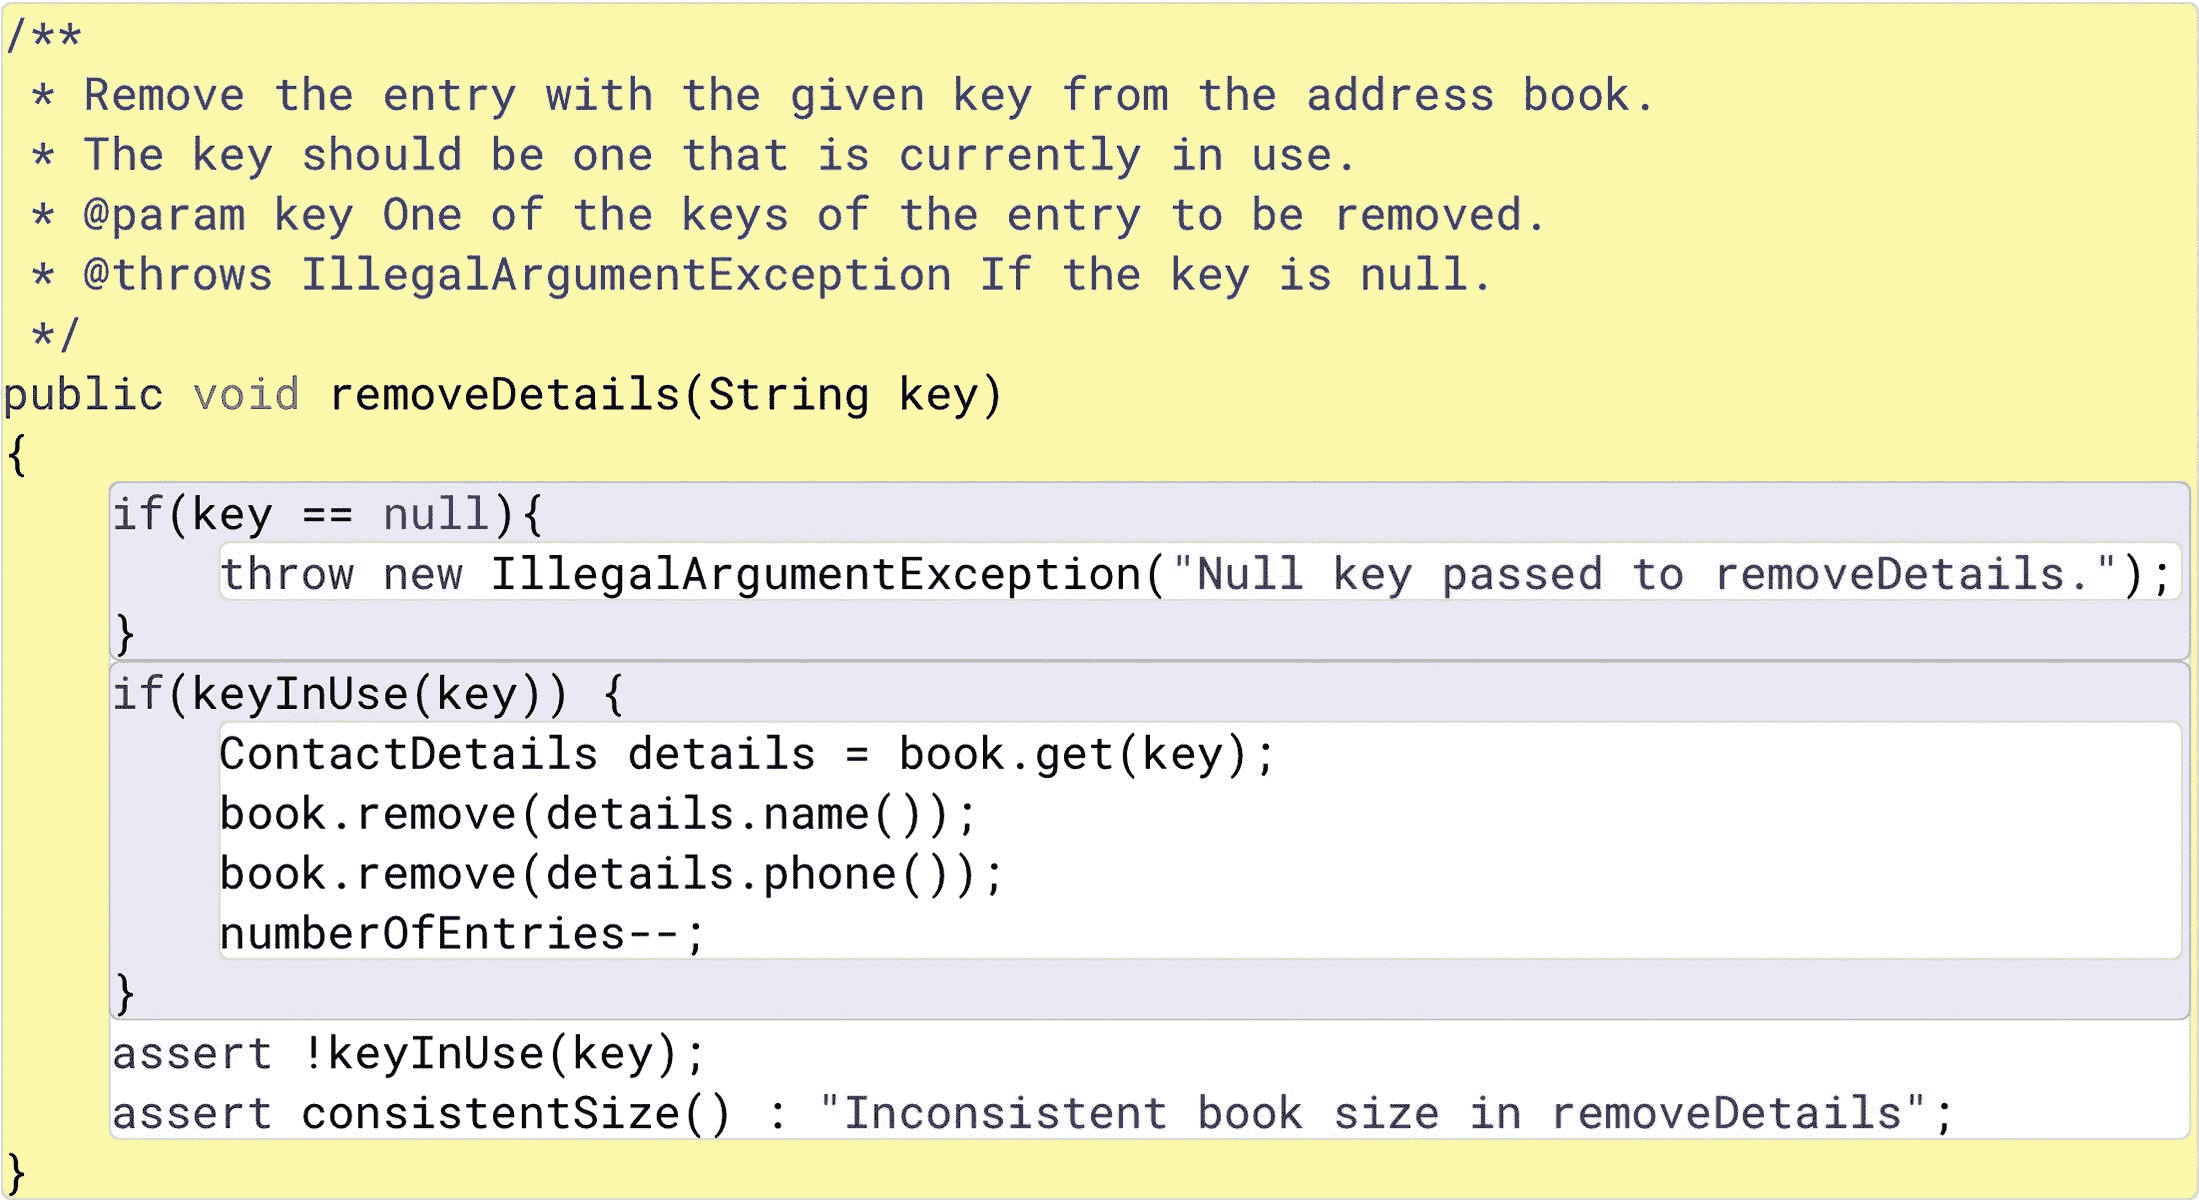 /**
 * Remove the entry with the given key from the address book.
 * The key should be one that is currently in use.
 * @param key One of the keys of the entry to be removed.
 * @throws IllegalArgumentException If the key is null.
 */
public void removeDetails(String key)
{
    if(key == null){
        throw new IllegalArgumentException("Null key passed to removeDetails.");
    }
    if(keyInUse(key)) {
        ContactDetails details = book.get(key);
        book.remove(details.name());
        book.remove(details.phone());
        numberOfEntries--;
    }
    assert !keyInUse(key);
    assert consistentSize() : "Inconsistent book size in removeDetails";
}